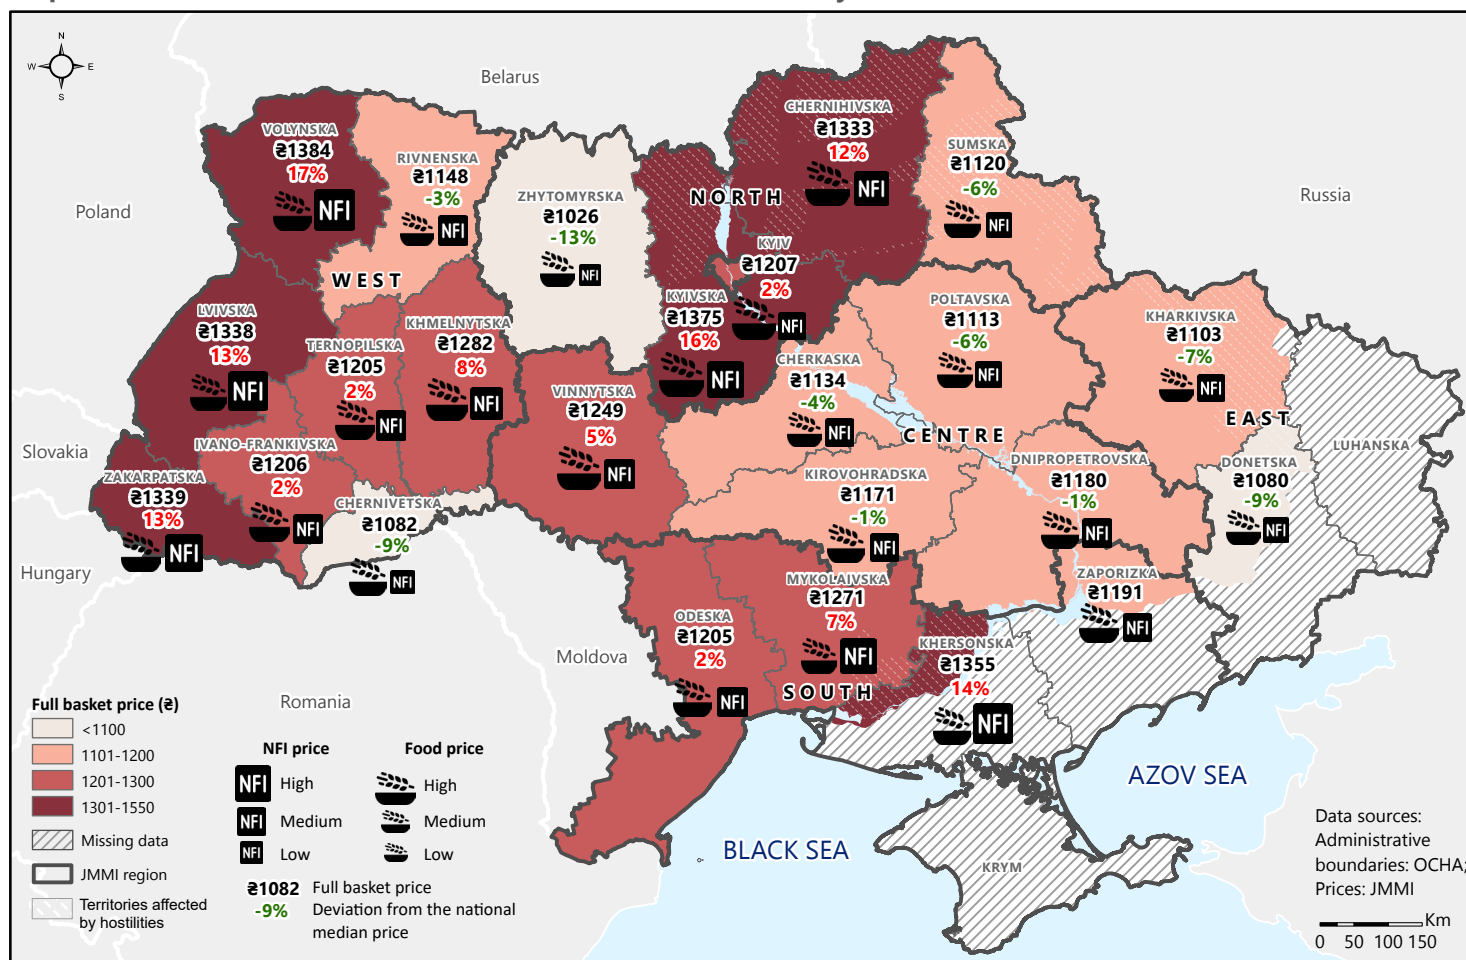 N
W
E
S
Belarus
Poland
Russia
Slovakia
Hungary
Romania
Moldova
VOLYNSKA
₴1384
17%
NFI
RIVNENSKA
₴1148
-3%
NFI
ZHYTOMYRSKA
₴1026
-13%
NFI
CHERNIHIVSKA
₴1333
12%
NFI
SUMSKA
₴1120
-6%
NFI
NORTH
KYIV
₴1207
2%
NFI
KYIVSKA
₴1375
16%
NFI
WEST
LVIVSKA
₴1338
13%
NFI
TERNOPILSKA
₴1205
2%
NFI
KHMELNYTSKA
₴1282
8%
NFI
VINNYTSKA
₴1249
5%
NFI
CHERKASKA
₴1134
-4%
NFI
POLTAVSKA
₴1113
-6%
NFI
KHARKIVSKA
₴1103
-7%
NFI
EAST
LUHANSKA
CENTRE
IVANO-FRANKIVSKA
₴1206
2%
NFI
ZAKARPATSKA
₴1339
13%
NFI
CHERNIVETSKA
₴1082
-9%
NFI
KIROVOHRADSKA
₴1171
-1%
NFI
DNIPROPETROVSKA
₴1180
-1%
NFI
DONETSKA
₴1080
-9%
NFI
ZAPORIZKA
₴1191
NFI
MYKOLAIVSKA
₴1271
7%
NFI
ODESKA
₴1205
2%
NFI
SOUTH
KHERSONSKA
₴1355
14%
NFI
KRYM
BLACK SEA
AZOV SEA
Full basket price (₴)
<1100
1101-1200
1201-1300
1301-1550
Missing data
JMMI region
Territories affected
by hostilities
NFI price
NFI High
NFI Medium
NFI Low
Food price
High
Medium
Low
₴1082 Full basket price
-9% Deviation from the national
median price
Data sources:
Administrative
boundaries: OCHA;
Prices: JMMI
Km
0 50 100 150